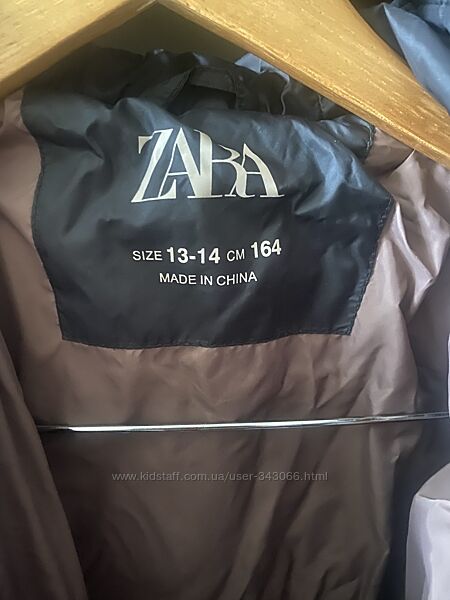 ZARA
SIZE 13-14 CM 164
MADE IN CHINA
www.kidstaff.com.ua/user-343066.html